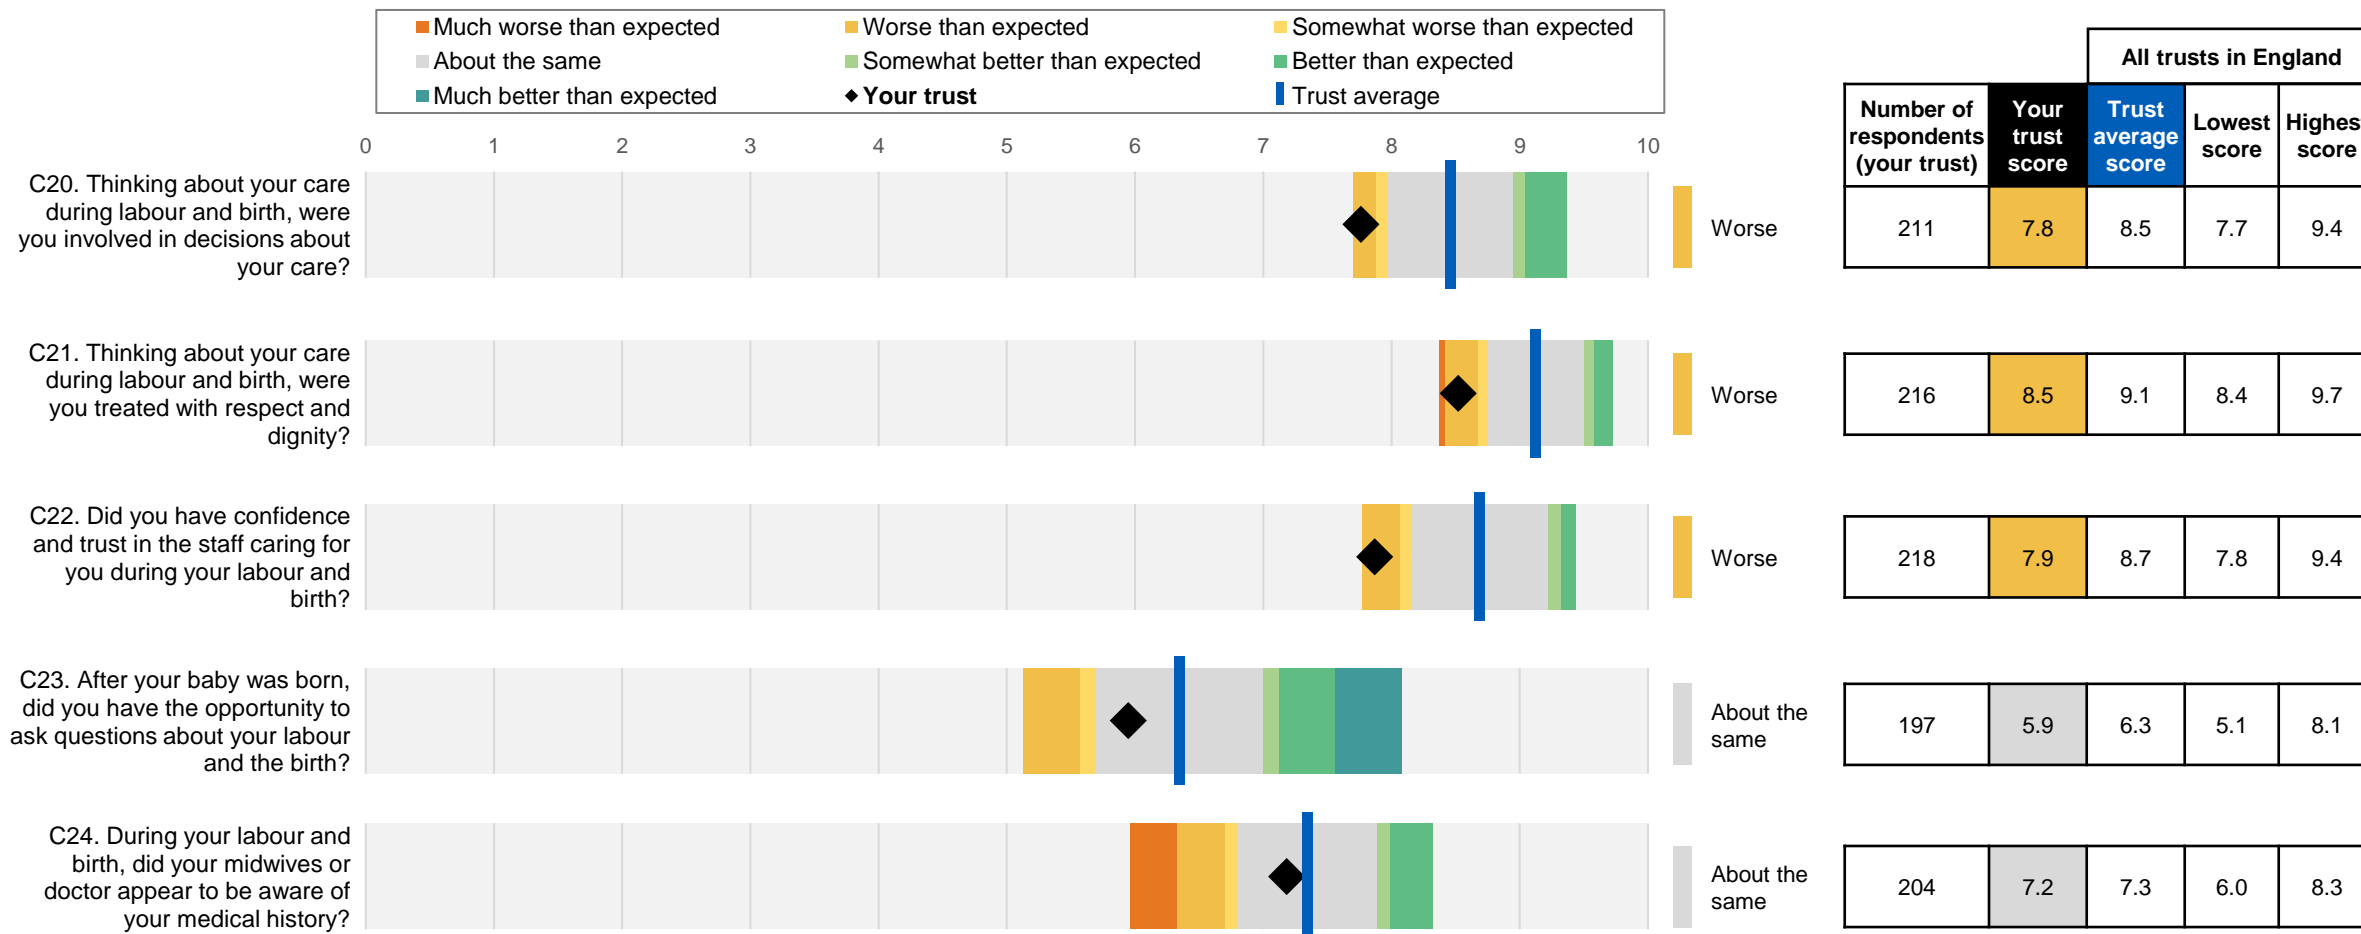 Much worse than expected
Worse than expected
Somewhat worse than expected
About the same
Somewhat better than expected
Better than expected
Much better than expected
Your trust
Trust average
All trusts in England
Number of
respondents
(your trust)
Your
trust
score
Trust
average
score
Lowest
score
Highest
score
0 1 2 3 4 5 6 7 8 9 10
C20. Thinking about your care
during labour and birth, were
you involved in decisions about
your care?
Worse
211 7.8 8.5 7.7 9.4
C21. Thinking about your care
during labour and birth, were
you treated with respect and
dignity?
Worse
216 8.5 9.1 8.4 9.7
C22. Did you have confidence
and trust in the staff caring for
you during your labour and
birth?
Worse
218 7.9 8.7 7.8 9.4
C23. After your baby was born,
did you have the opportunity to
ask questions about your labour
and the birth?
About the
same
197 5.9 6.3 5.1 8.1
C24. During your labour and
birth, did your midwives or
doctor appear to be aware of
your medical history?
About the
same
204 7.2 7.3 6.0 8.3